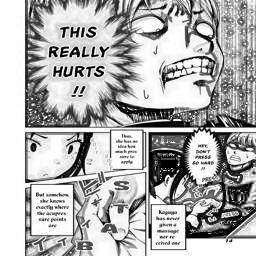 THIS
REALLY
HURTS
!!
Thus,
she has no
idea how
much pres-
sure to
apply
HEY,
DON'T
PRESS
SO HARD
!!
But somehow,
she knows
exactly where
the acupres-
sure points
are
Kaguya
has never
given a
massage
nor re
ceived one
14